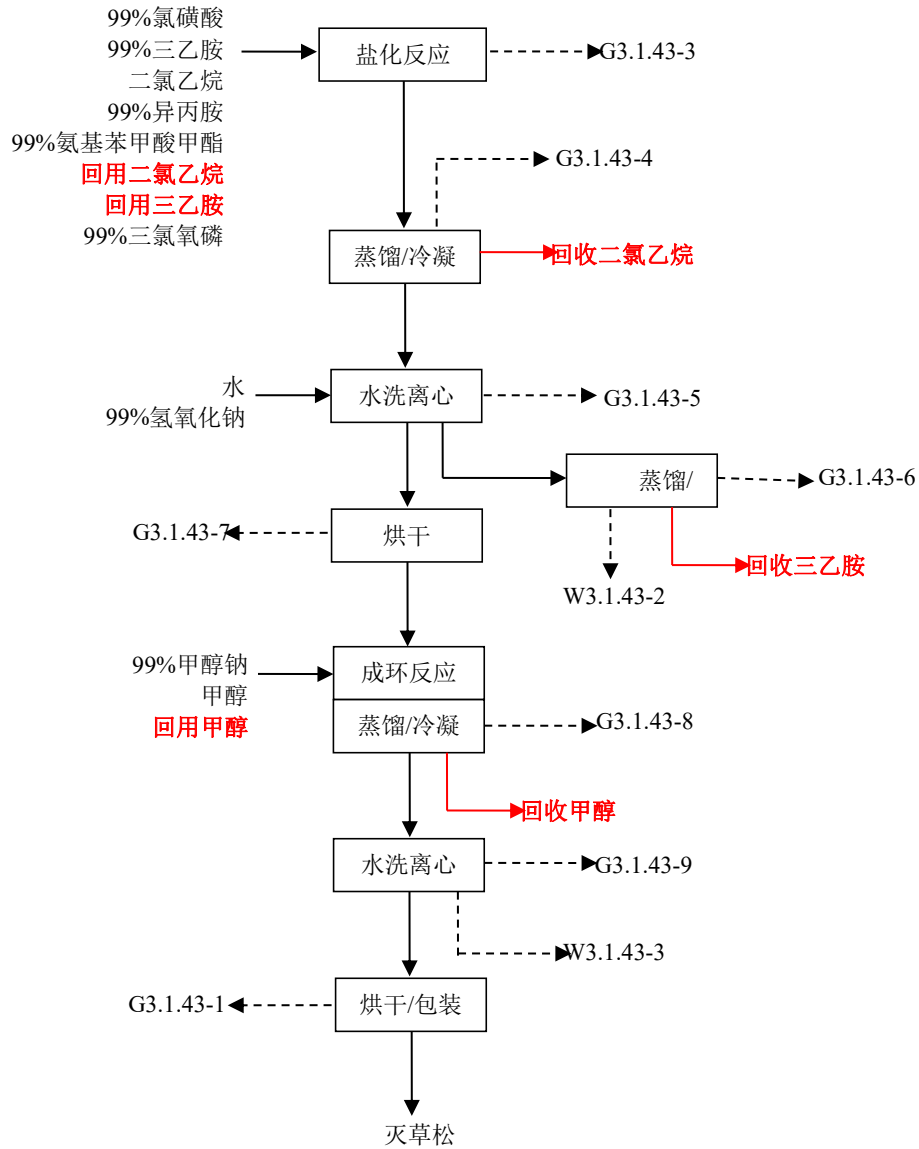 99%氯磺酸
99%三乙胺
二氯乙烷
99%异丙胺
99%氨基苯甲酸甲酯
回用二氯乙烷
回用三乙胺
99%三氯氧磷
盐化反应
G3.1.43-3
G3.1.43-4
蒸馏/冷凝
回收二氯乙烷
水
99%氢氧化钠
水洗离心
G3.1.43-5
蒸馏/
G3.1.43-6
G3.1.43-7
烘干
回收三乙胺
W3.1.43-2
99%甲醇钠
甲醇
回用甲醇
成环反应
蒸馏/冷凝
G3.1.43-8
回收甲醇
水洗离心
G3.1.43-9
W3.1.43-3
G3.1.43-1
烘干/包装
灭草松